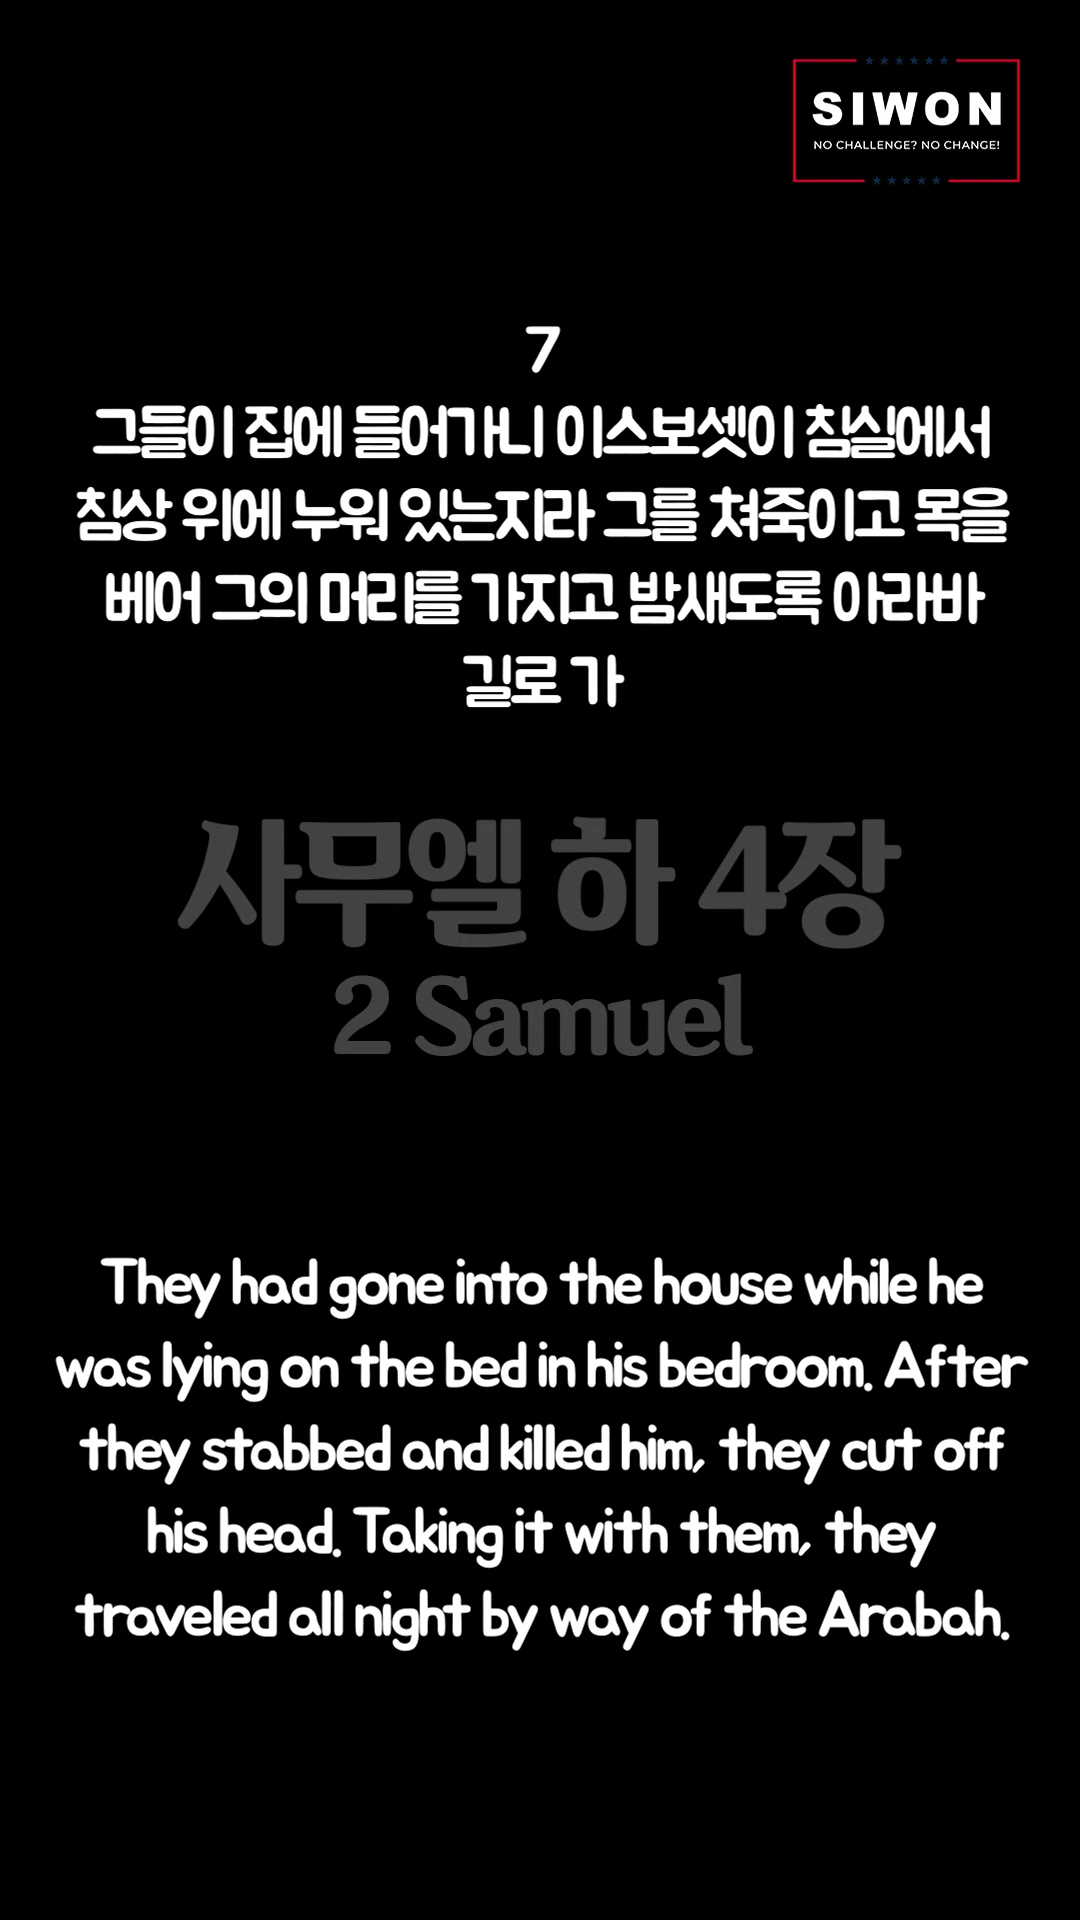 SIWON
NO CHALLENGE? NO CHANGE!
7
그들이 집에 들어가니 이스보셋이 침실에서
침상 위에 누워 있는지라 그를 쳐죽이고 목을
베어 그의 머리를 가지고 밤새도록 아라바
길로 가
사무엘 하 4장
2 Samuel
They had gone into the house while he
was lying on the bed in his bedroom. After
they stabbed and killed him, they cut off
his head. Taking it with them, they
traveled all night by way of the Arabah.